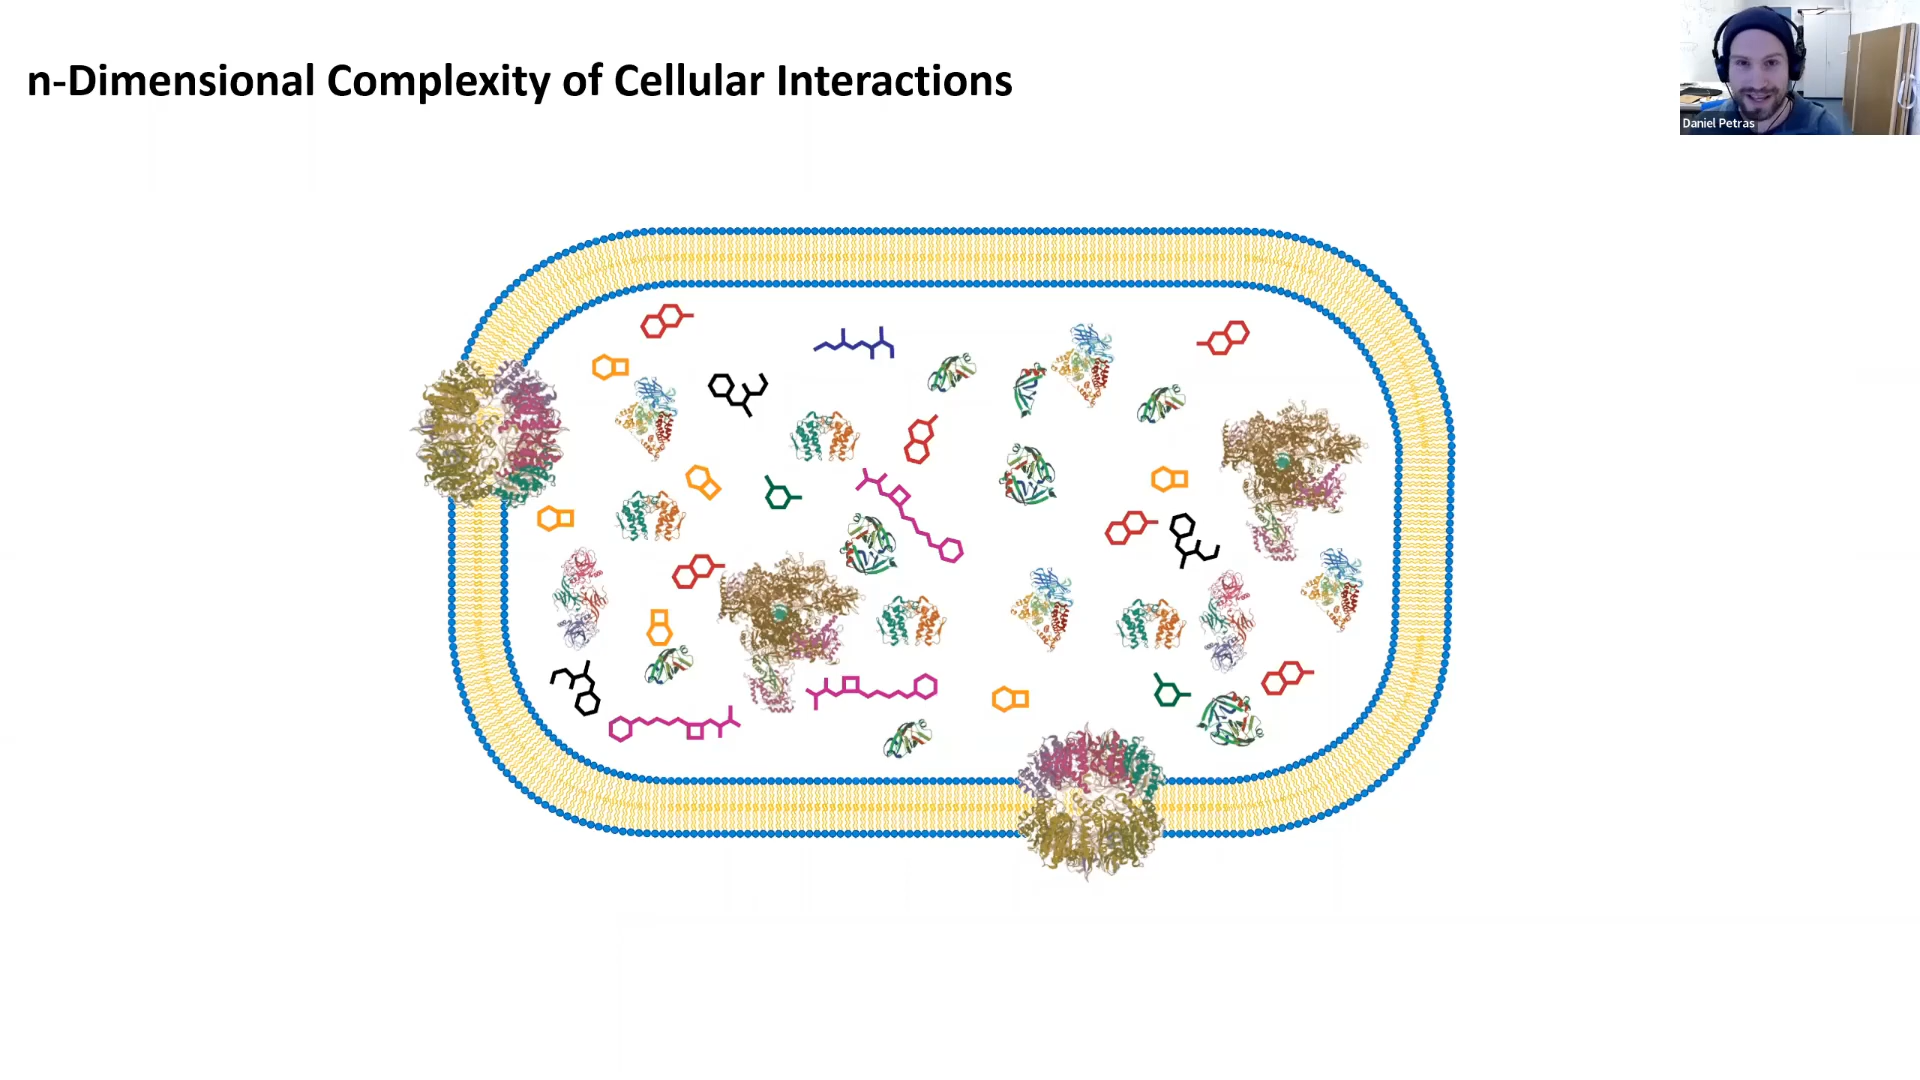 n-Dimensional Complexity of Cellular Interactions
Daniel Petras